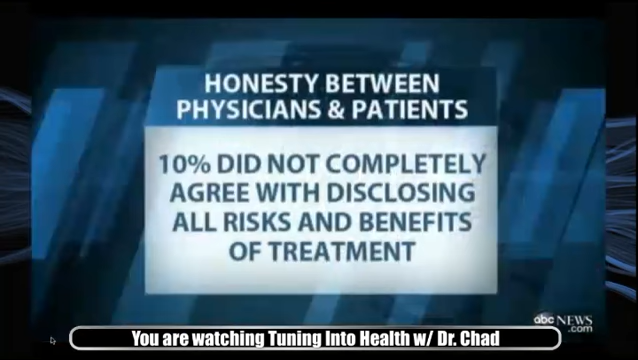 HONESTY BETWEEN
PHYSICIANS & PATIENTS
10% DID NOT COMPLETELY
AGREE WITH DISCLOSING
ALL RISKS AND BENEFITS
OF TREATMENT
abc NEWS
.com
You are watching Tuning Into Health w/ Dr. Chad